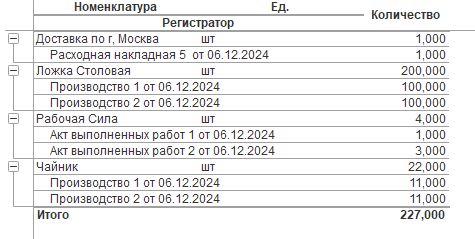 Номенклатура Ед. Количество
Регистратор
Доставка по г, Москва шт 1,000
Расходная накладная 5 от 06.12.2024 1,000
Ложка Столовая шт 200,000
Производство 1 от 06.12.2024 100,000
Производство 2 от 06.12.2024 100,000
Рабочая Сила шт 4,000
Акт выполненных работ 1 от 06.12.2024 1,000
Акт выполненных работ 2 от 06.12.2024 3,000
Чайник шт 22,000
Производство 1 от 06.12.2024 11,000
Производство 2 от 06.12.2024 11,000
Итого 227,000